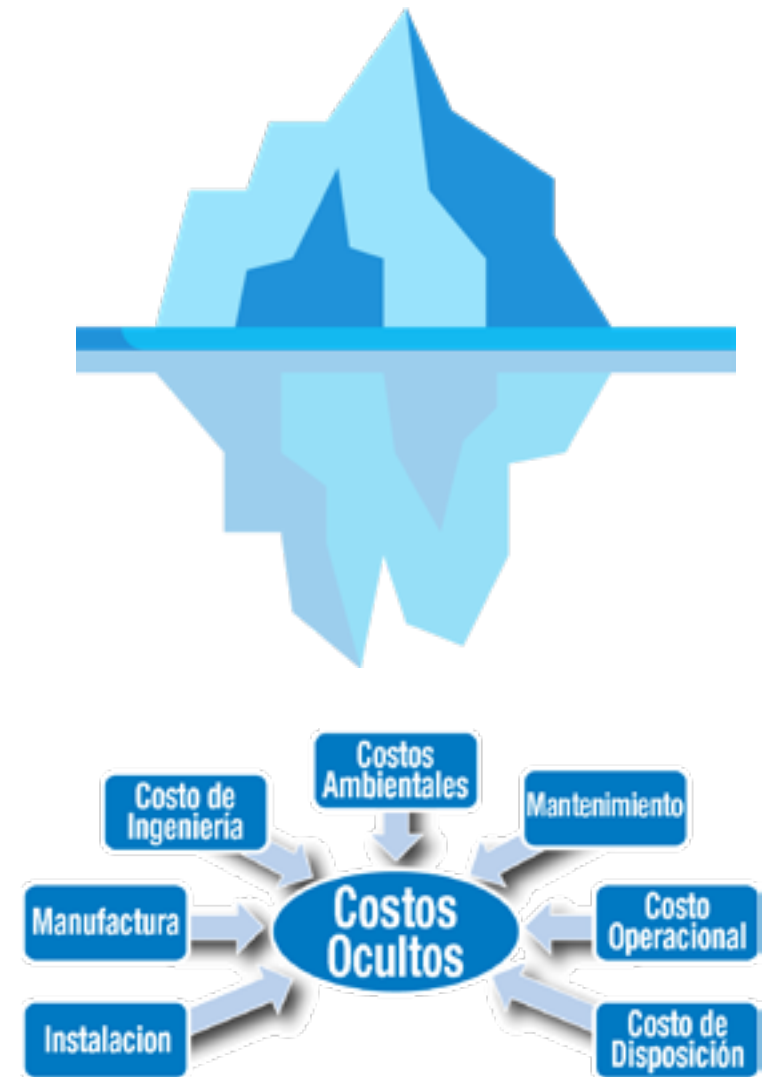 Costos
Ambientales
Costo de
Ingeniería
Mantenimiento
Manufactura
Costos
Ocultos
Costo
Operacional
Instalacion
Costo de
Disposición